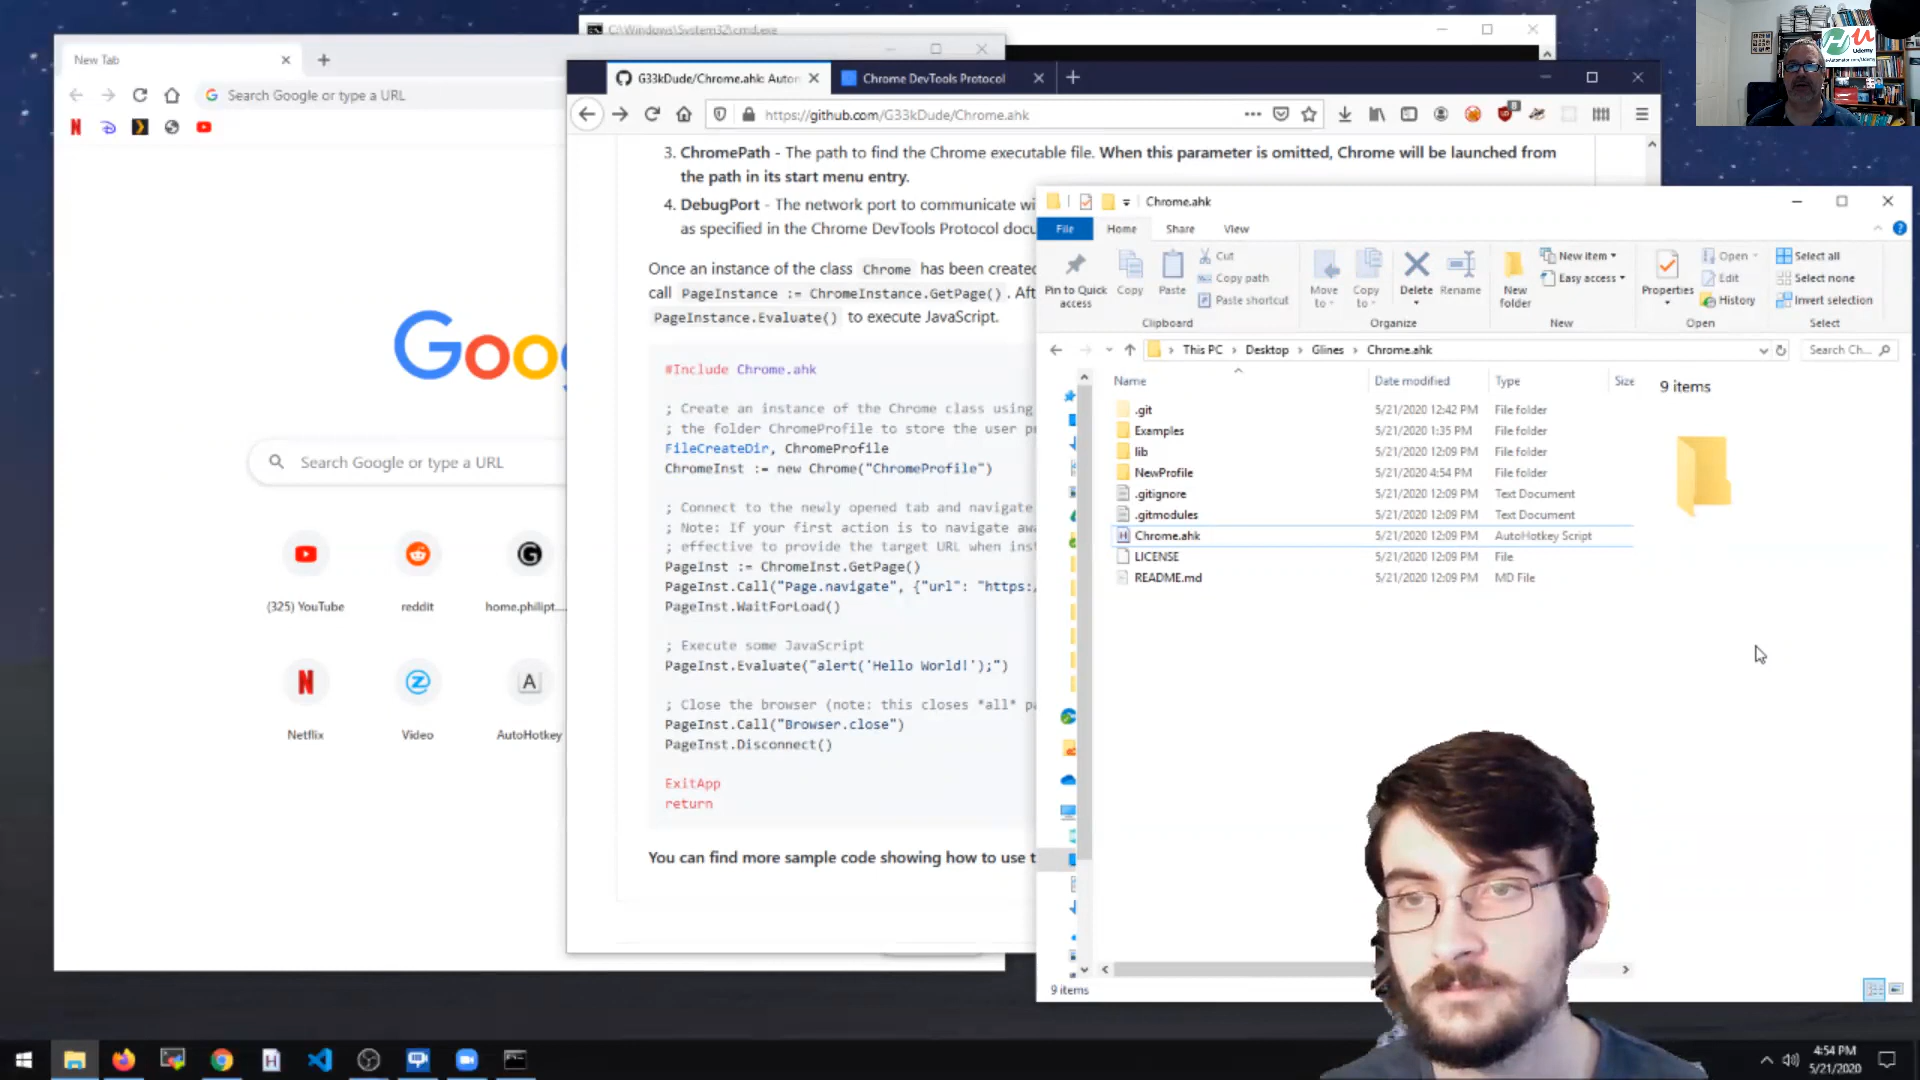 C:\Windows\System32\cmd.exe
New Tab
Search Google or type a URL
Goo
Search Google or type a URL
(325) YouTube
reddit
home.philipt...
Netflix
Video
AutoHotkey
G33kDude/Chrome.ahk: Autom
Chrome DevTools Protocol
https://github.com/G33kDude/Chrome.ahk
3. ChromePath - The path to find the Chrome executable file. When this parameter is omitted, Chrome will be launched from
the path in its start menu entry.
4. DebugPort - The network port to communicate wi
as specified in the Chrome DevTools Protocol docu
Once an instance of the class Chrome has been created
call PageInstance := ChromeInstance.GetPage(). Aft
PageInstance.Evaluate() to execute JavaScript.
#Include Chrome.ahk
; Create an instance of the Chrome class using
; the folder ChromeProfile to store the user p
FileCreateDir, ChromeProfile
ChromeInst := new Chrome("ChromeProfile")
; Connect to the newly opened tab and navigate
; Note: If your first action is to navigate aw
; effective to provide the target URL when inst
PageInst := ChromeInst.GetPage()
PageInst.Call("Page.navigate", {"url": "https:/
PageInst.WaitForLoad()
; Execute some JavaScript
PageInst.Evaluate("alert('Hello World!');")
; Close the browser (note: this closes *all* pa
PageInst.Call("Browser.close")
PageInst.Disconnect()
ExitApp
return
You can find more sample code showing how to use t
Chrome.ahk
File Home Share View
Pin to Quick access
Copy
Paste
Cut
Copy path
Paste shortcut
Clipboard
Move to
Copy to
Delete
Rename
Organize
New folder
New item
Easy access
New
Properties
Open
Edit
History
Open
Select all
Select none
Invert selection
Select
This PC > Desktop > Glines > Chrome.ahk
Search Ch...
Name Date modified Type Size
.git 5/21/2020 12:42 PM File folder
Examples 5/21/2020 1:35 PM File folder
lib 5/21/2020 12:09 PM File folder
NewProfile 5/21/2020 4:54 PM File folder
.gitignore 5/21/2020 12:09 PM Text Document
.gitmodules 5/21/2020 12:09 PM Text Document
Chrome.ahk 5/21/2020 12:09 PM AutoHotkey Script
LICENSE 5/21/2020 12:09 PM File
README.md 5/21/2020 12:09 PM MD File
9 items
9 items
Udemy
4:54 PM
5/21/2020